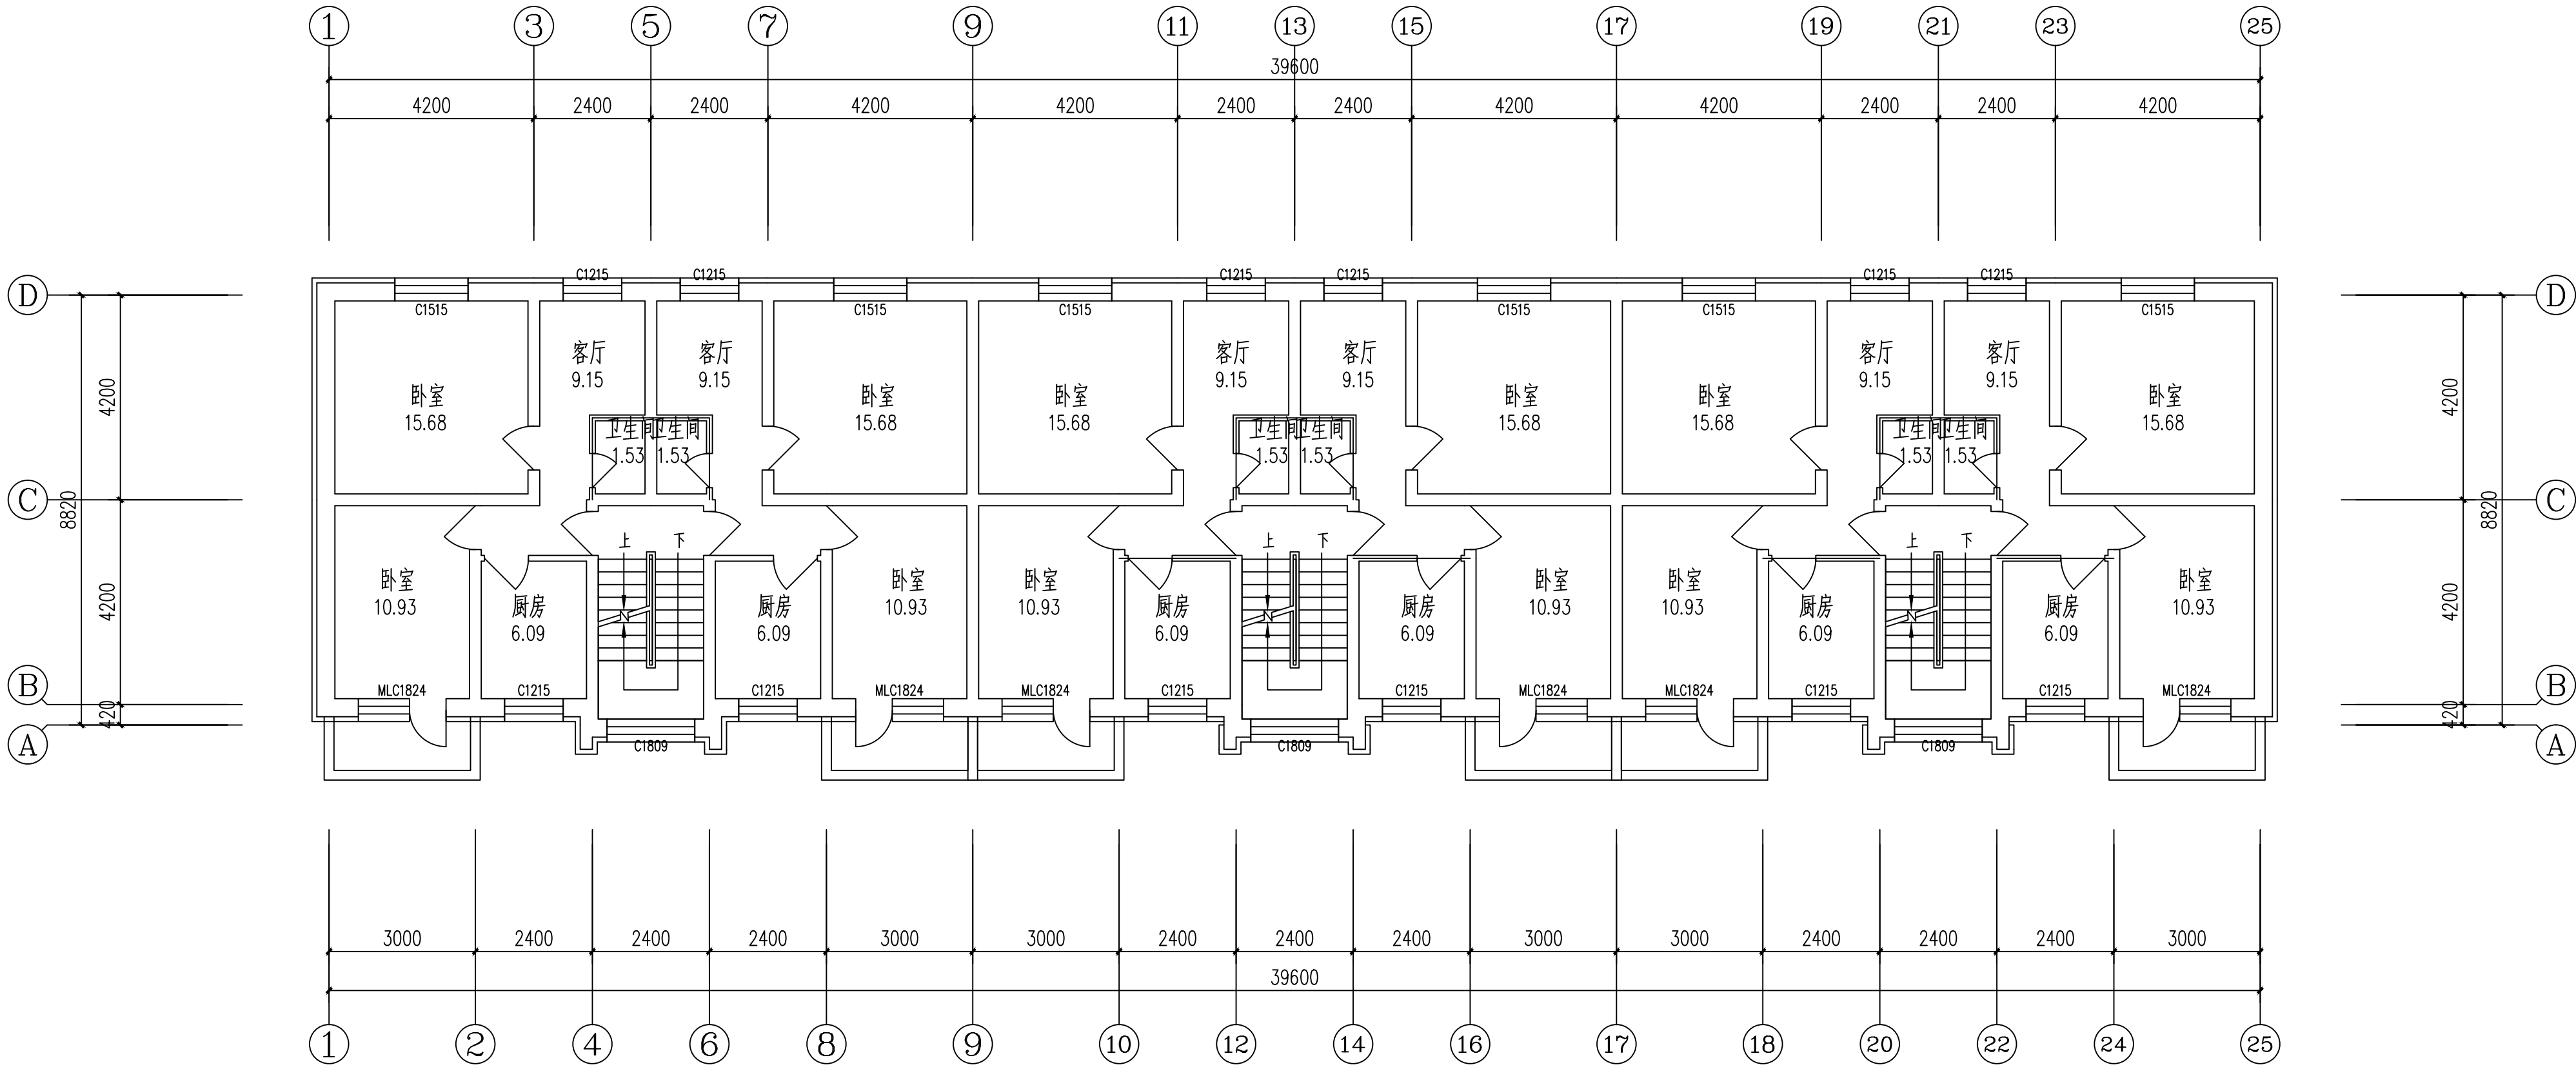 1 3 5 7 9 11 13 15 17 19 21 23 25
39600
4200 2400 2400 4200 4200 2400 2400 4200 4200 2400 2400 4200
C1215 C1215 C1215 C1215 C1215 C1215
D D
C1515 C1515 C1515 C1515 C1515 C1515
客厅 客厅 客厅 客厅 客厅 客厅
9.15 9.15 9.15 9.15 9.15 9.15
4200 4200
卧室 卧室 卧室 卧室 卧室 卧室
15.68 15.68 15.68 15.68 15.68 15.68
卫生间 卫生间 卫生间 卫生间 卫生间 卫生间
1.53 1.53 1.53 1.53 1.53 1.53
C C
8820 8820
上 下 上 下 上 下
4200 4200
卧室 卧室 卧室 卧室 卧室 卧室
10.93 10.93 10.93 10.93 10.93 10.93
厨房 厨房 厨房 厨房 厨房 厨房
6.09 6.09 6.09 6.09 6.09 6.09
B B
MLC1824 C1215 C1215 MLC1824 MLC1824 C1215 C1215 MLC1824 MLC1824 C1215 C1215 MLC1824
420 420
A A
C1809 C1809 C1809
3000 2400 2400 2400 3000 3000 2400 2400 2400 3000 3000 2400 2400 2400 3000
39600
1 2 4 6 8 9 10 12 14 16 17 18 20 22 24 25